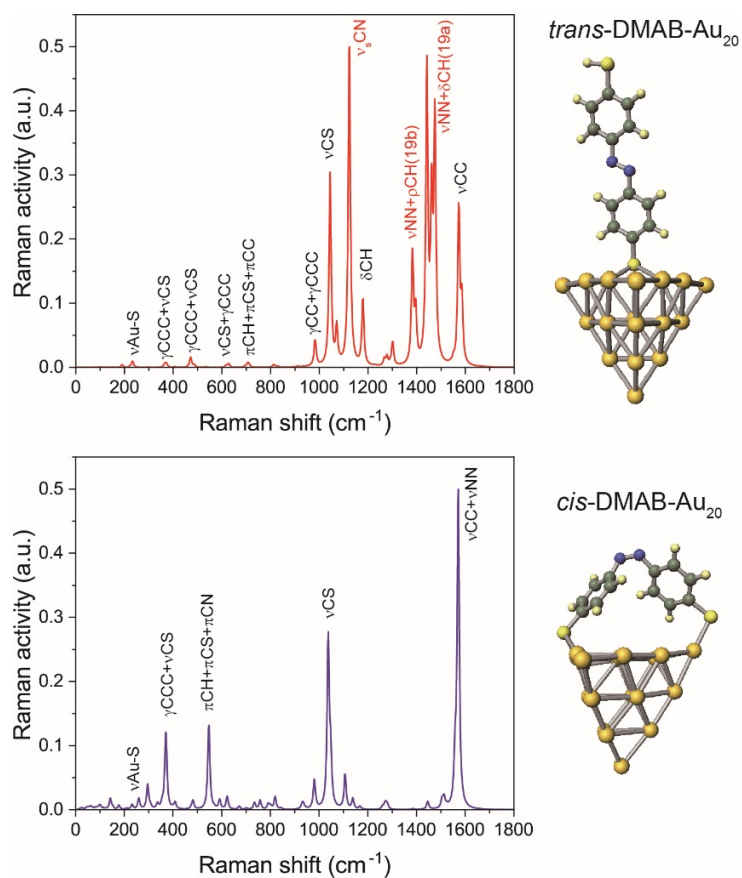 trans-DMAB-Au₂₀
Raman activity (a.u.)
0.5
0.4
0.3
0.2
0.1
0.0
νAu-S
γCCC+νCS
γCCC+νCS
νCS+γCCC
πCH+πCS+πCC
γCC+γCCC
νCS
νₛCN
δCH
νNN+ρCH(19b)
νNN+δCH(19a)
νCC
0 200 400 600 800 1000 1200 1400 1600 1800
Raman shift (cm⁻¹)
cis-DMAB-Au₂₀
Raman activity (a.u.)
0.5
0.4
0.3
0.2
0.1
0.0
νAu-S
γCCC+νCS
πCH+πCS+πCN
νCS
νCC+νNN
0 200 400 600 800 1000 1200 1400 1600 1800
Raman shift (cm⁻¹)